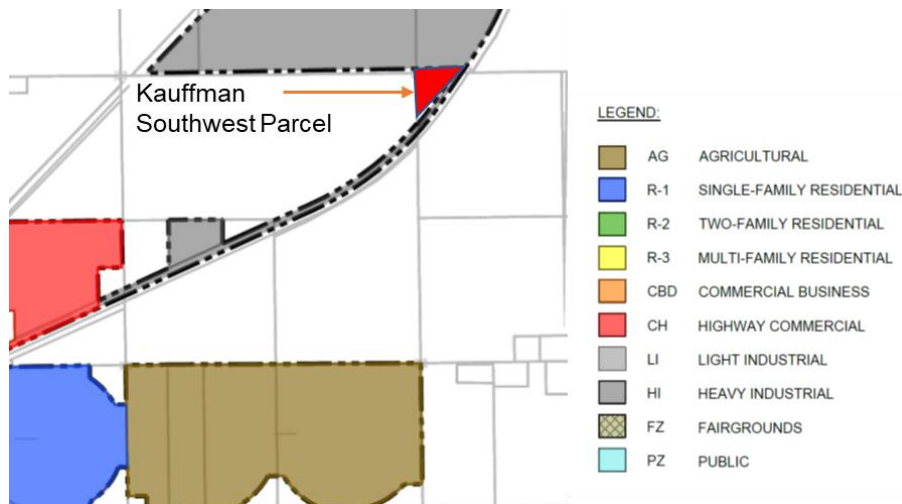 Kauffman
Southwest Parcel
LEGEND:
AG AGRICULTURAL
R-1 SINGLE-FAMILY RESIDENTIAL
R-2 TWO-FAMILY RESIDENTIAL
R-3 MULTI-FAMILY RESIDENTIAL
CBD COMMERCIAL BUSINESS
CH HIGHWAY COMMERCIAL
LI LIGHT INDUSTRIAL
HI HEAVY INDUSTRIAL
FZ FAIRGROUNDS
PZ PUBLIC